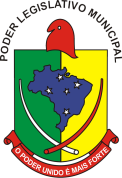 PODER LEGISLATIVO MUNICIPAL
O PODER UNIDO É MAIS FORTE